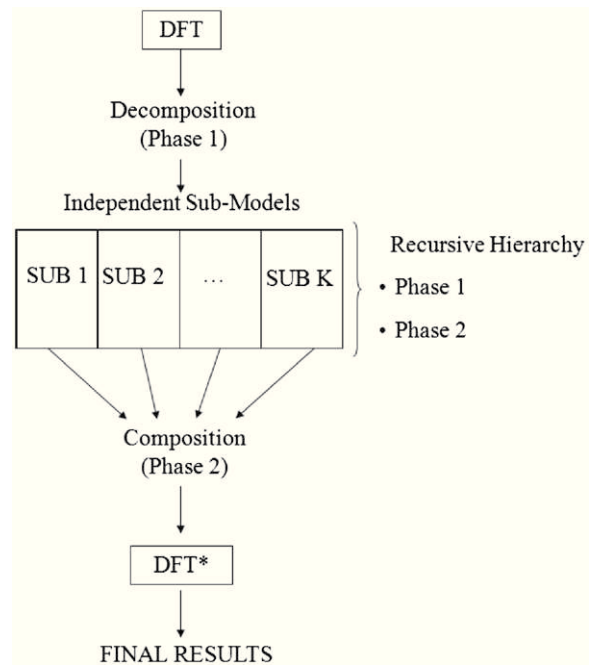 DFT
Decomposition
(Phase 1)
Independent Sub-Models
SUB 1 SUB 2 ... SUB K
Recursive Hierarchy
• Phase 1
• Phase 2
Composition
(Phase 2)
DFT*
FINAL RESULTS